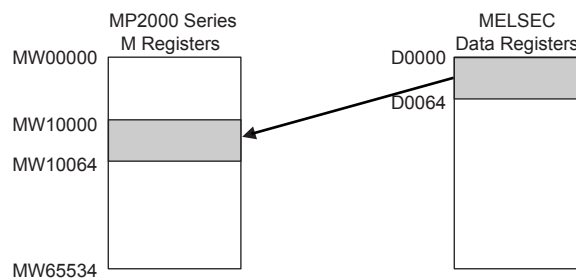 MP2000 Series
M Registers
MW00000
MW10000
MW10064
MW65534
MELSEC
Data Registers
D0000
D0064